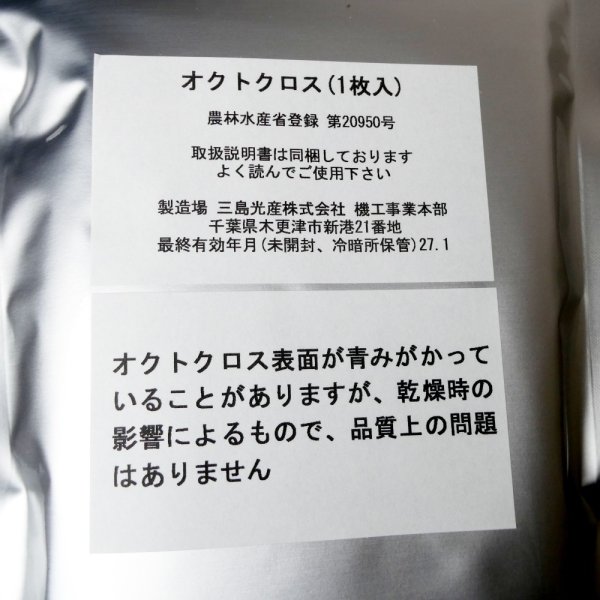 オクトクロス(1枚入)
農林水産省登録 第20950号
取扱説明書は同梱しております
よく読んでご使用下さい
製造場 三島光産株式会社 機工事業本部
千葉県木更津市新港21番地
最終有効年月(未開封、冷暗所保管)27.1
オクトクロス表面が青みがかって
いることがありますが、乾燥時の
影響によるもので、品質上の問題
はありません